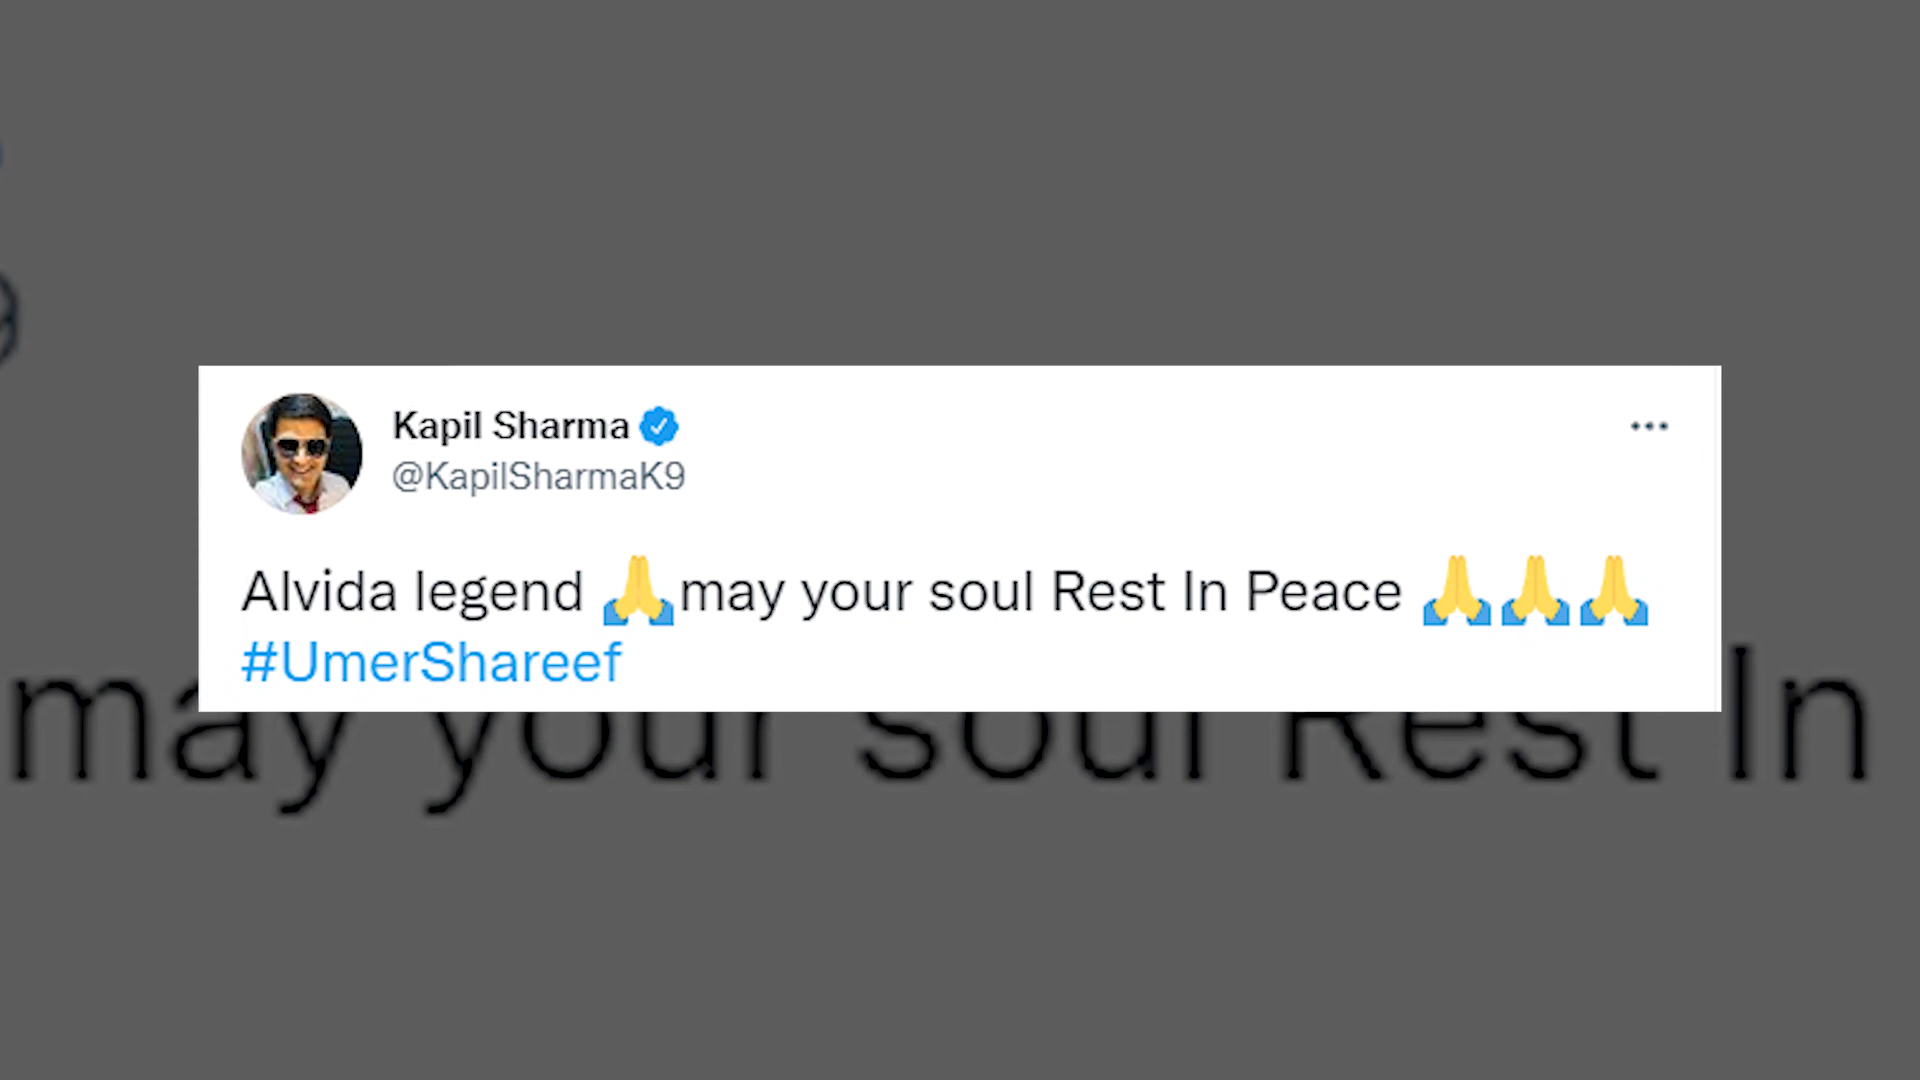 Kapil Sharma
@KapilSharmaK9
Alvida legend 🙏may your soul Rest In Peace 🙏🙏🙏
#UmerShareef
may your soul Rest In